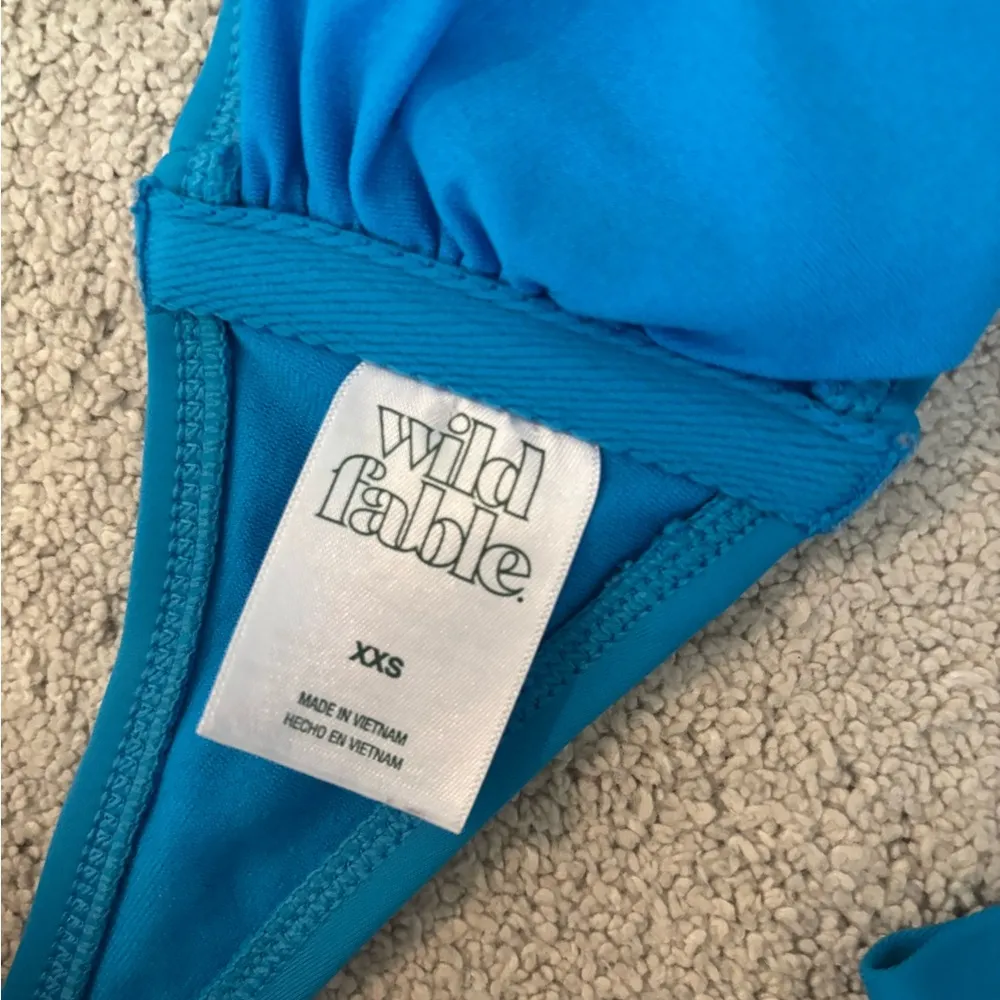 wild
fable.
XXS
MADE IN VIETNAM
HECHO EN VIETNAM